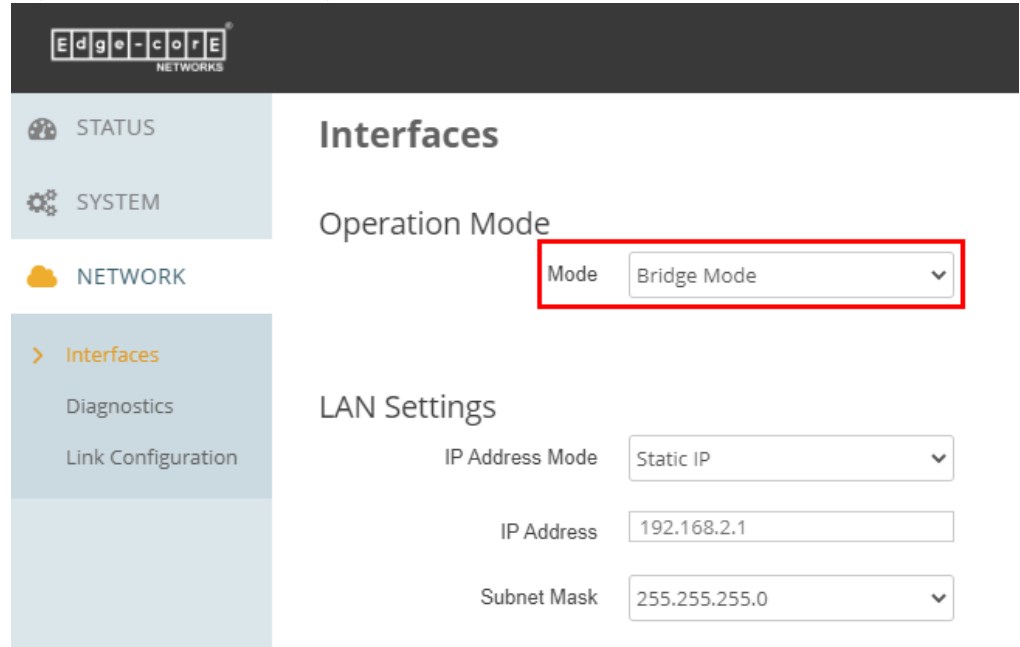 Edge-corE®
NETWORKS
STATUS
SYSTEM
NETWORK
Interfaces
Diagnostics
Link Configuration
Interfaces
Operation Mode
Mode Bridge Mode
LAN Settings
IP Address Mode Static IP
IP Address 192.168.2.1
Subnet Mask 255.255.255.0